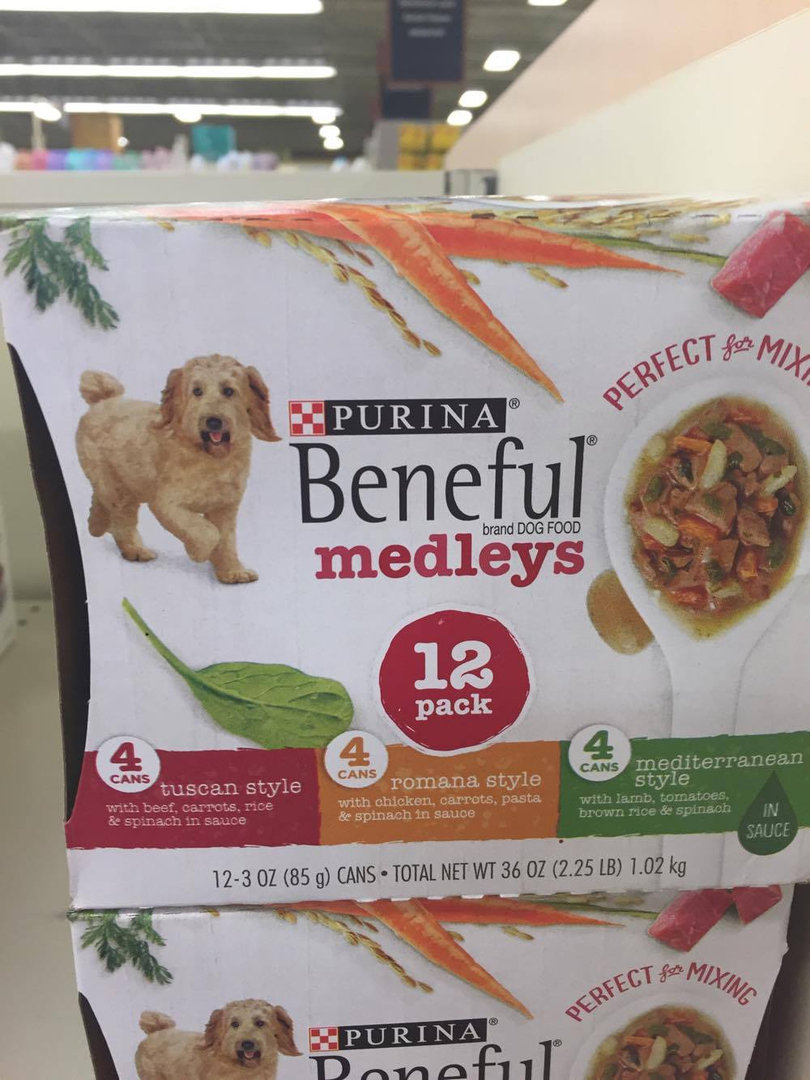 PERFECT for MIXI
PURINA®
Beneful®
brand DOG FOOD
medleys
12
pack
4
CANS
tuscan style
with beef, carrots, rice
& spinach in sauce
4
CANS
romana style
with chicken, carrots, pasta
& spinach in sauce
4
CANS
mediterranean
style
with lamb, tomatoes,
brown rice & spinach
IN
SAUCE
12-3 OZ (85 g) CANS • TOTAL NET WT 36 OZ (2.25 LB) 1.02 kg
PERFECT for MIXING
PURINA®
Beneful®